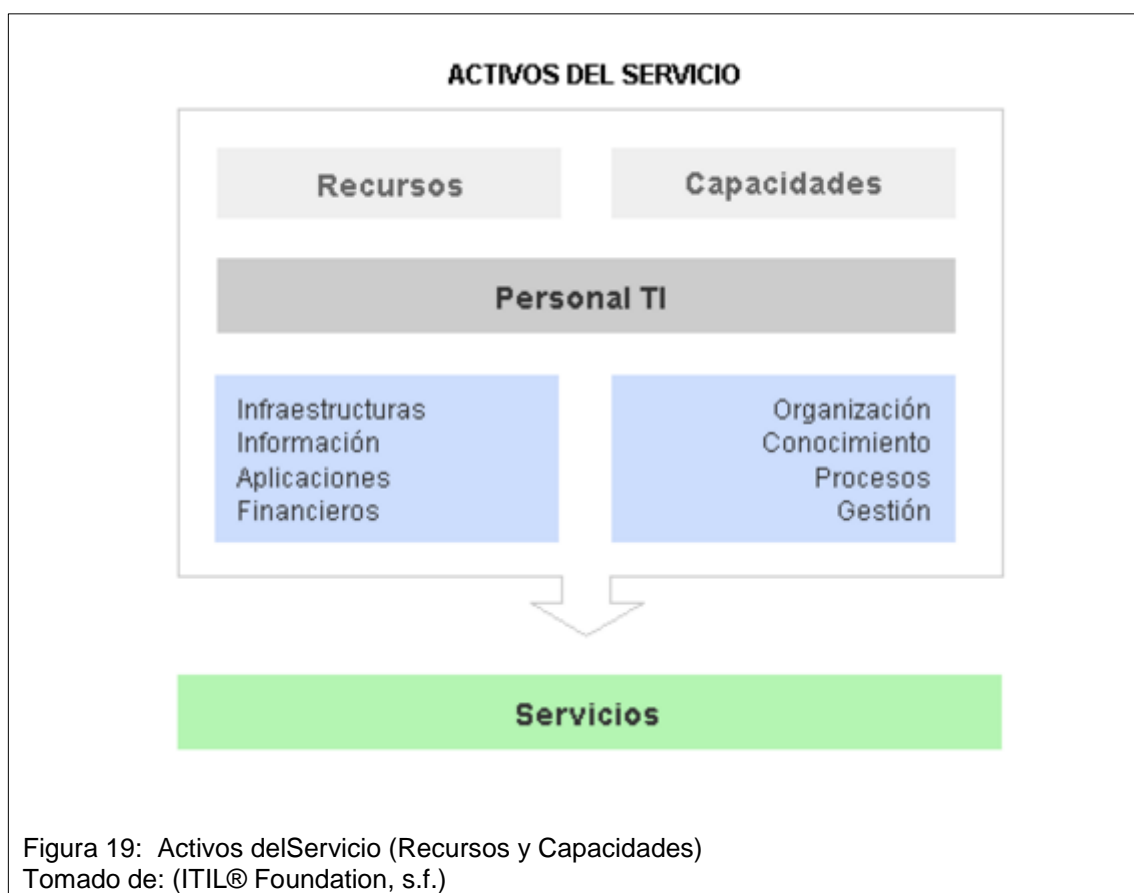 ACTIVOS DEL SERVICIO
Recursos
Capacidades
Personal TI
Infraestructuras
Información
Aplicaciones
Financieros
Organización
Conocimiento
Procesos
Gestión
Servicios
Figura 19: Activos delServicio (Recursos y Capacidades)
Tomado de: (ITIL® Foundation, s.f.)